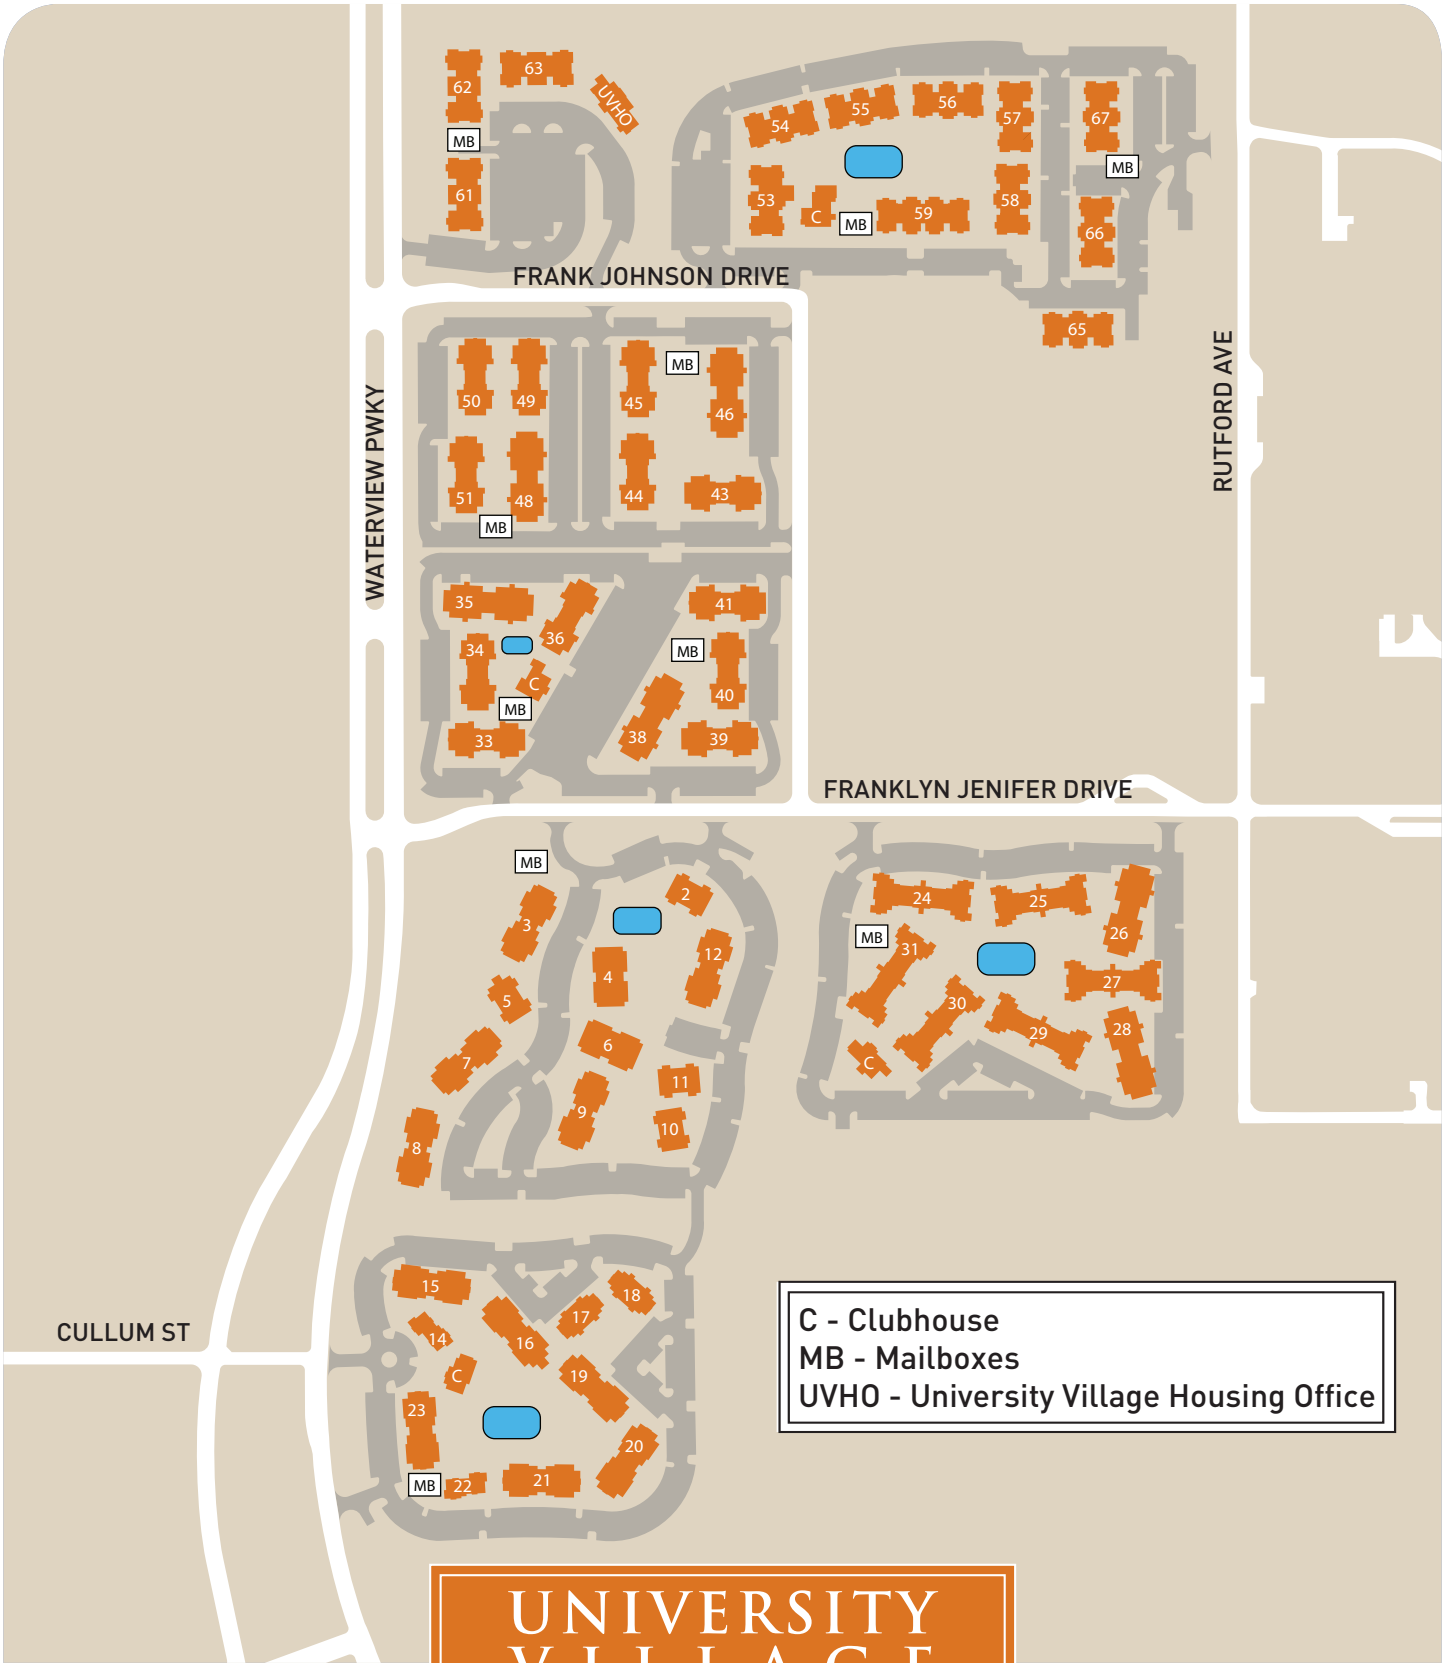 62
63
UVHO
MB
61
54
55
56
57
67
MB
53
C
MB
59
58
66
FRANK JOHNSON DRIVE
65
RUTFORD AVE
WATERVIEW PWKY
50
49
45
MB
46
51
48
44
43
MB
35
36
41
34
MB
C
40
MB
33
38
39
FRANKLYN JENIFER DRIVE
MB
2
3
12
4
5
6
7
11
9
10
8
24
25
26
MB
31
27
30
29
28
C
15
18
17
14
16
C
19
23
20
MB
22
21
CULLUM ST
C - Clubhouse
MB - Mailboxes
UVHO - University Village Housing Office
UNIVERSITY
VILLAGE